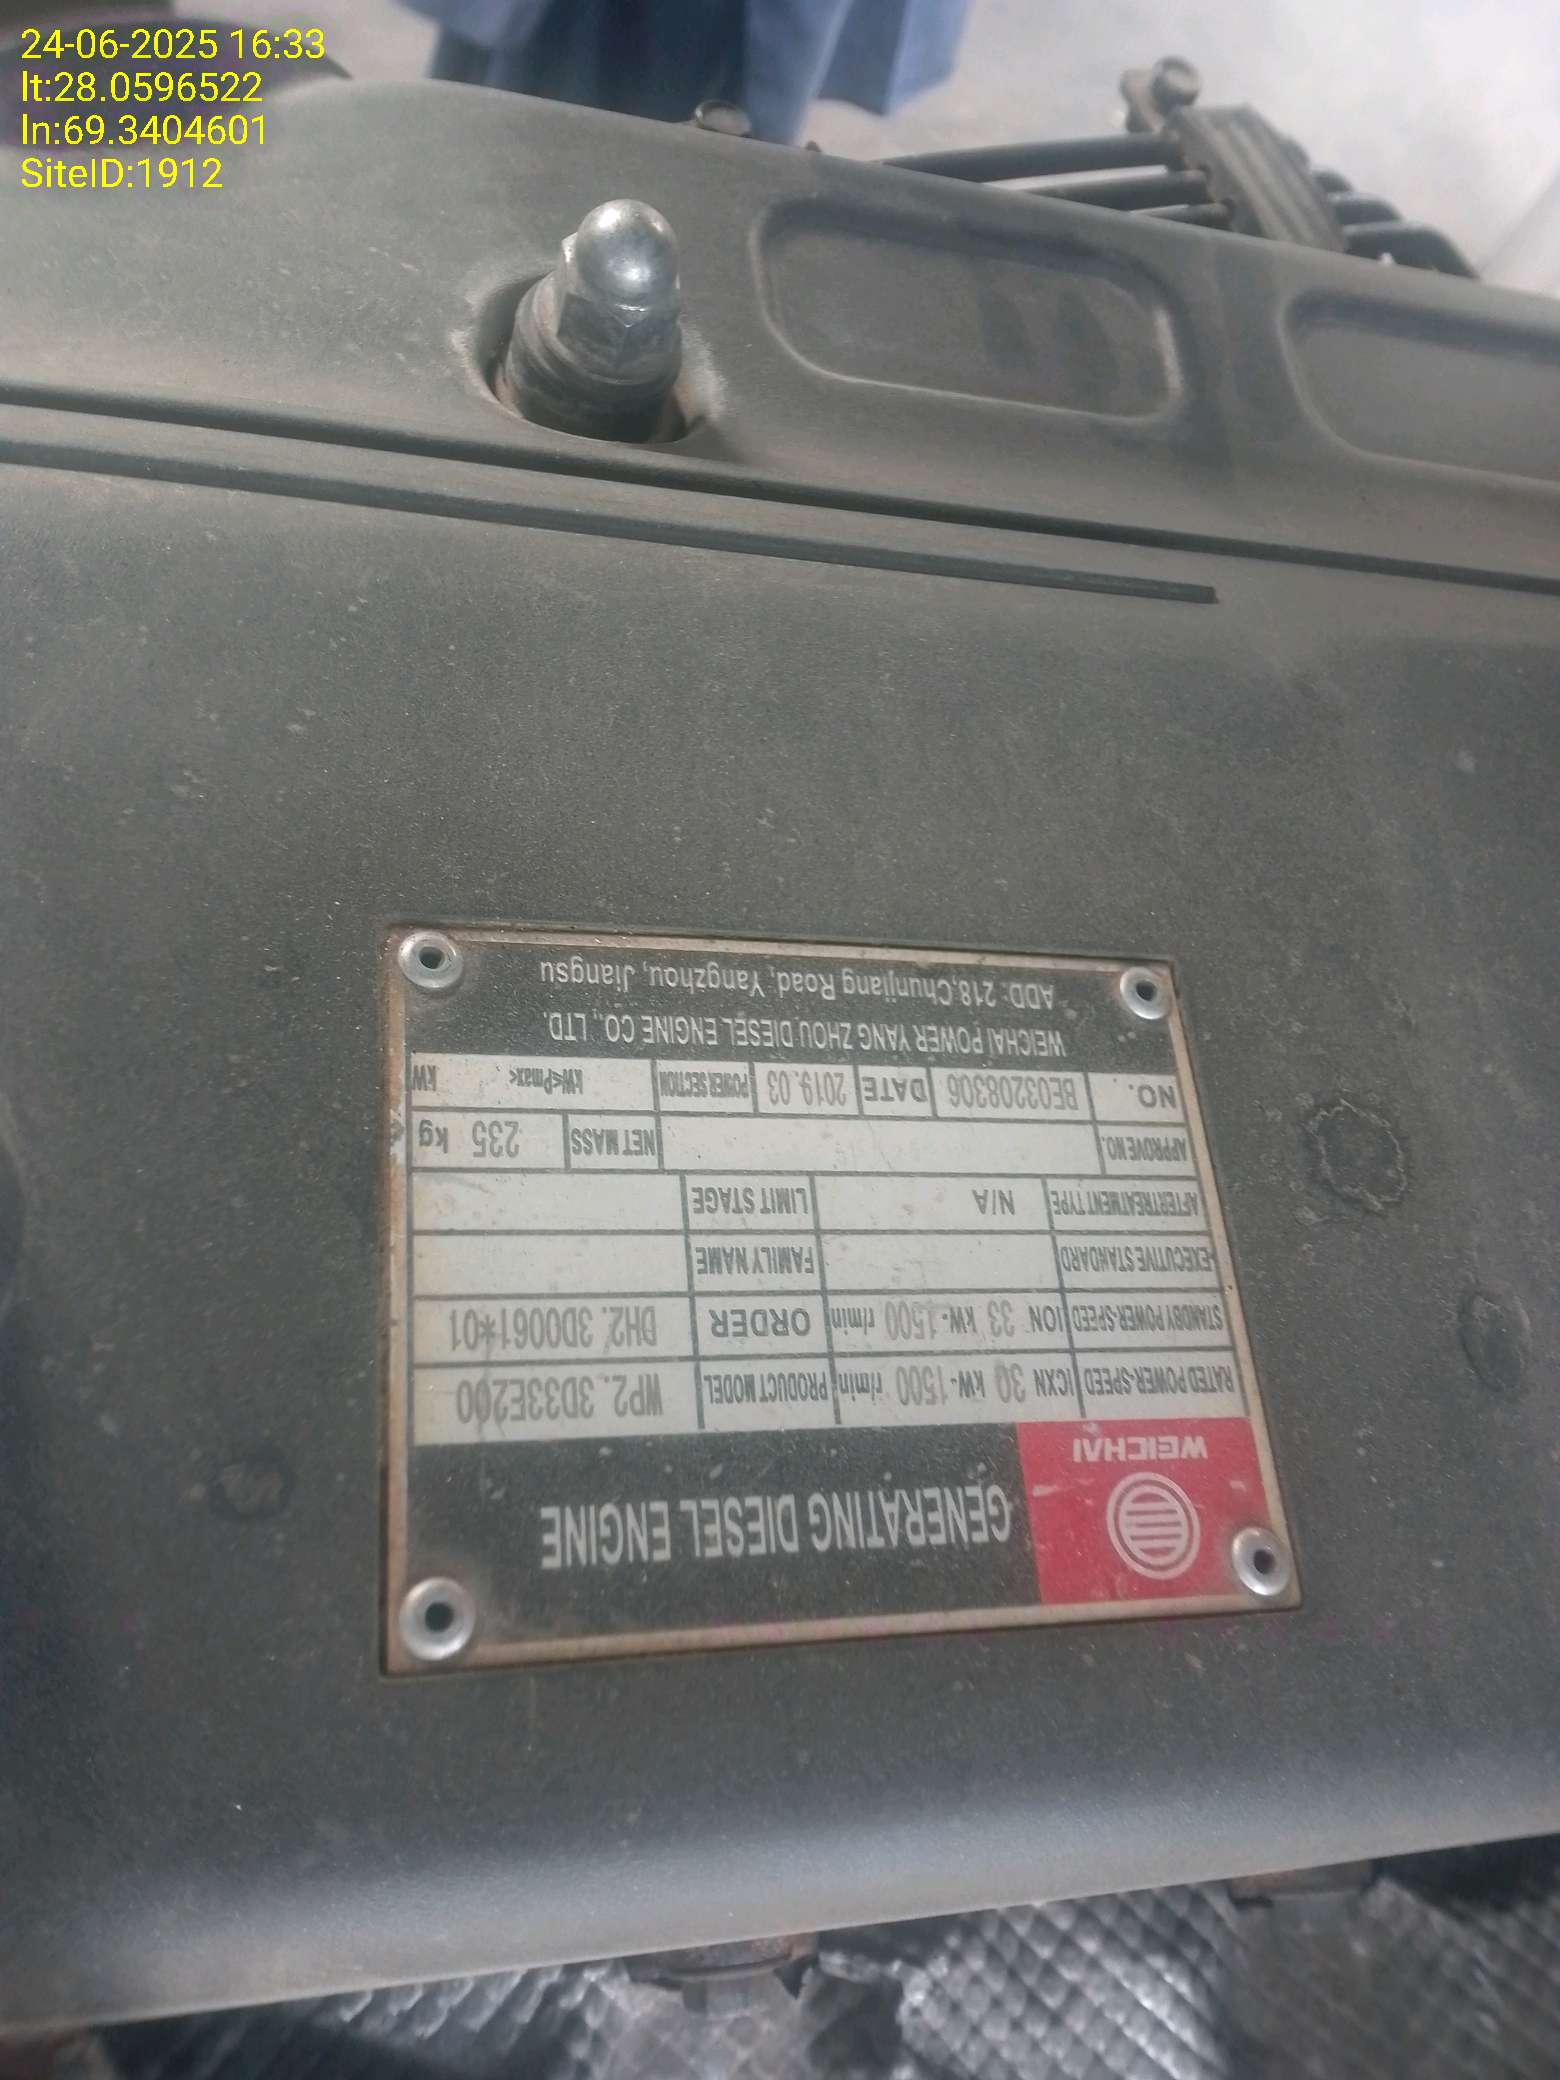 24-06-2025 16:33
lt:28.0596522
ln:69.3404601
SiteID:1912
WEICHAI GENERATING DIESEL ENGINE
RATED POWER-SPEED ICXN 30 kW-1500 r/min PRODUCT MODEL WP2.3D33E200
STANDBY POWER-SPEED ION 33 kW-1500 r/min ORDER DH2.3D0061*01
EXECUTIVE STANDARD FAMILY NAME
AFTERTREATMENT TYPE N/A LIMIT STAGE
APPROVE NO. NET MASS 235 kg
NO. BE03208306 DATE 2019.03 POWER SECTION kW<Pmax< kW
WEICHAI POWER YANG ZHOU DIESEL ENGINE CO., LTD.
ADD: 218,Chunjiang Road, Yangzhou, Jiangsu